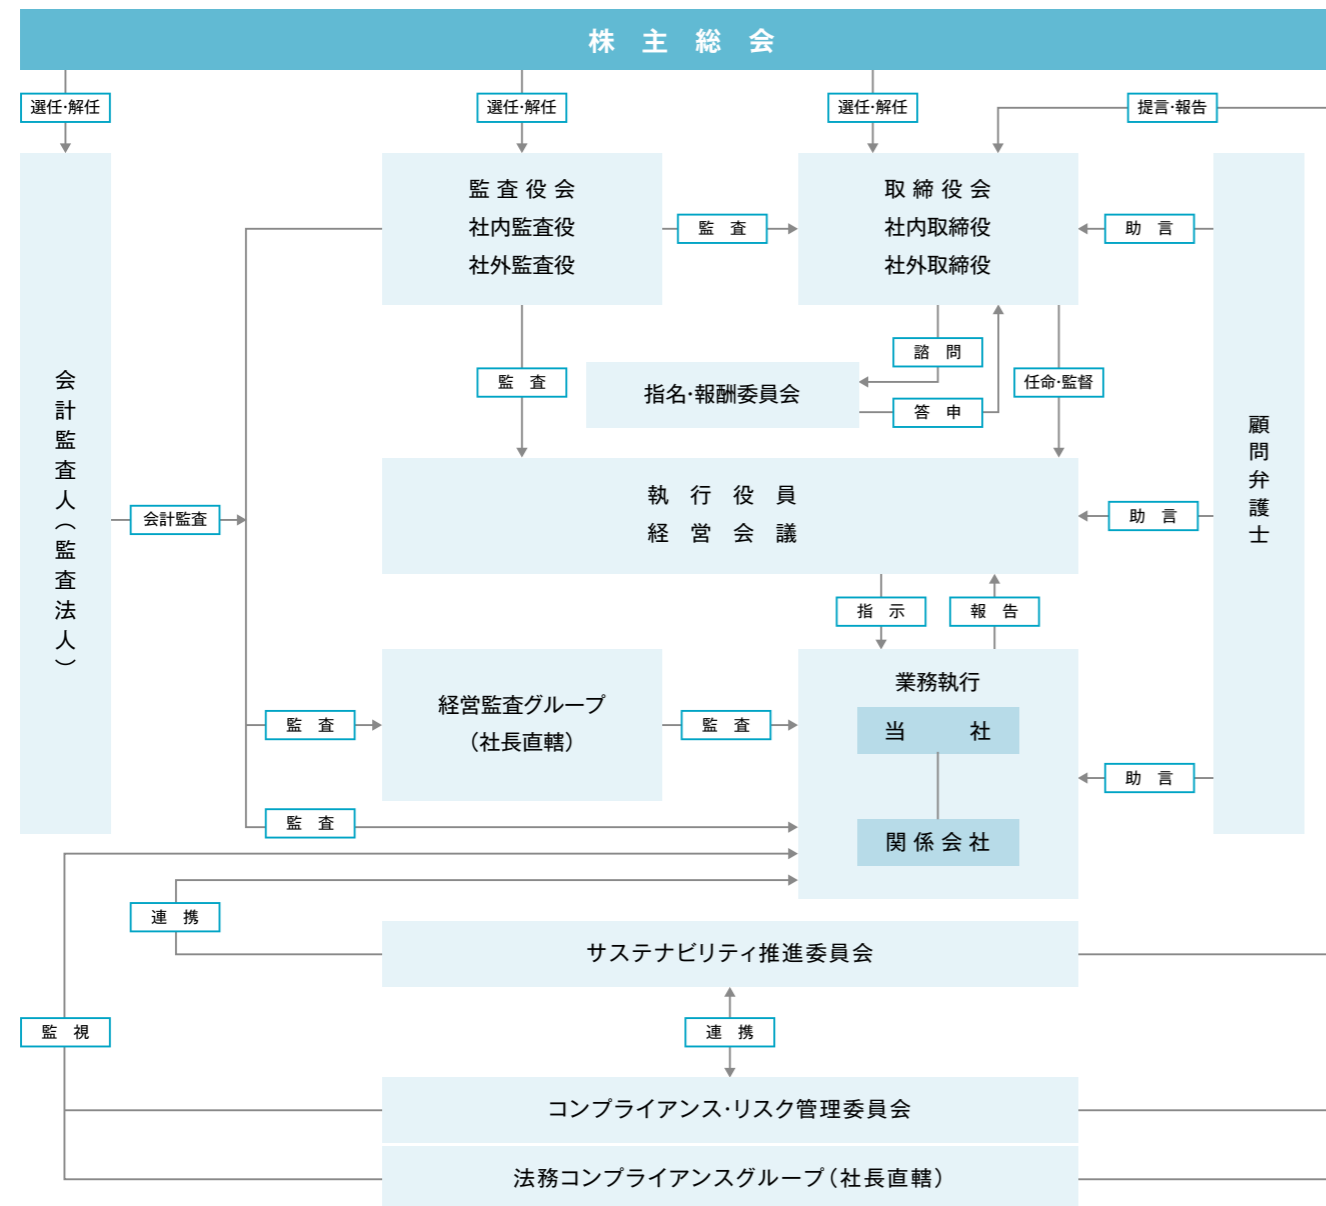 株主総会
選任・解任
選任・解任
選任・解任
提言・報告
監査役会
社内監査役
社外監査役
監査
取締役会
社内取締役
社外取締役
助言
諮問
監査
指名・報酬委員会
任命・監督
答申
会計監査人（監査法人）
顧問弁護士
執行役員
経営会議
会計監査
助言
指示
報告
経営監査グループ
（社長直轄）
監査
監査
業務執行
当社
助言
監査
関係会社
連携
サステナビリティ推進委員会
監視
連携
コンプライアンス・リスク管理委員会
法務コンプライアンスグループ（社長直轄）